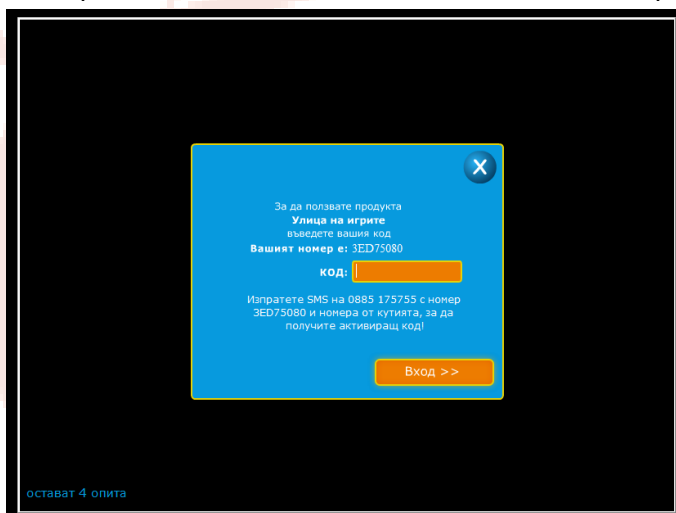 X
За да ползвате продукта
Улица на игрите
въведете вашия код
Вашият номер е: 3ED75080
КОД:
Изпратете SMS на 0885 175755 с номер
3ED75080 и номера от кутията, за да
получите активиращ код!
Вход >>
остават 4 опита